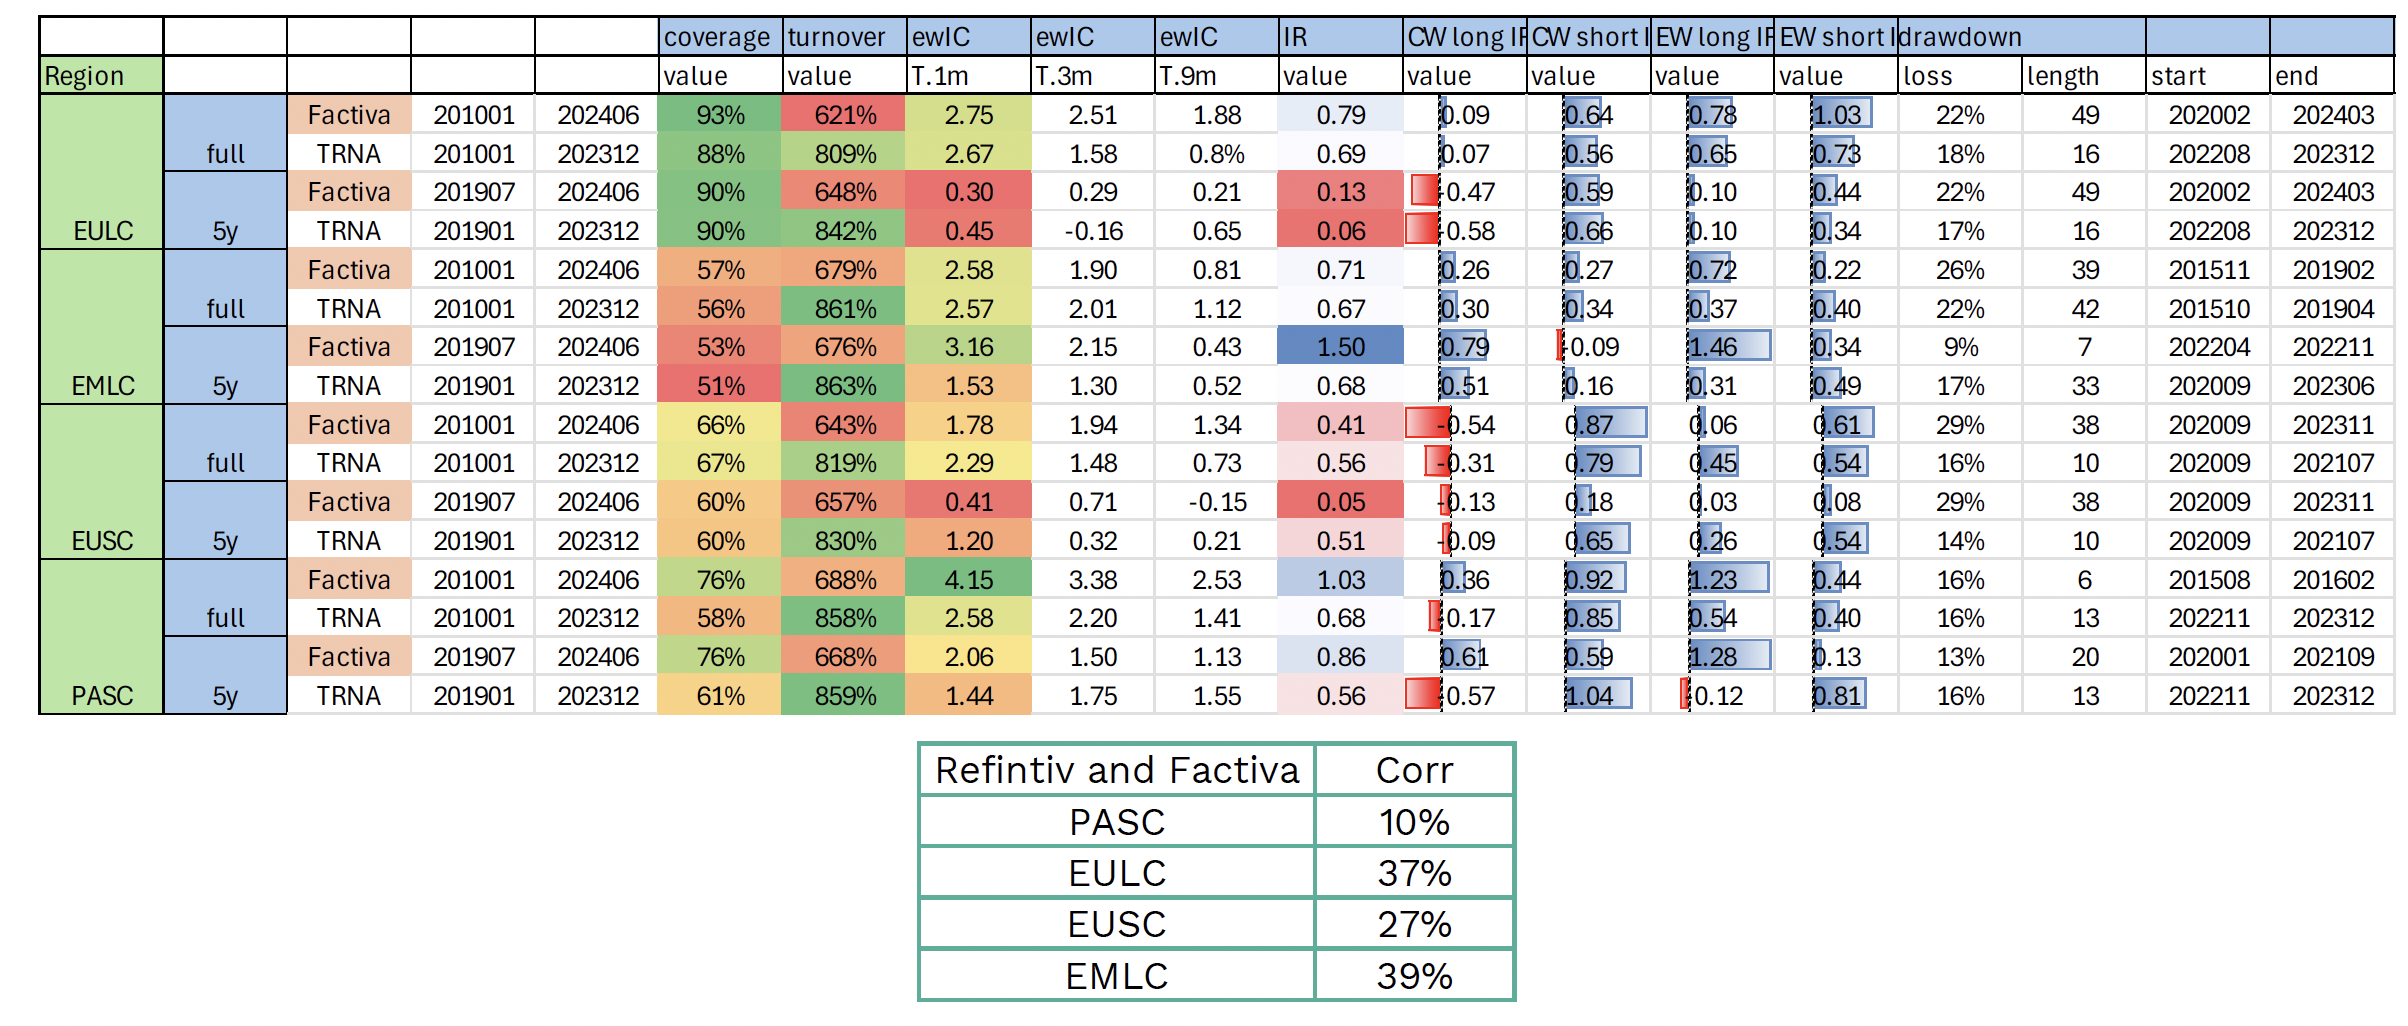 coverage turnover ewIC ewIC ewIC IR CW long IF CW short I EW long IF EW short I drawdown
Region value value T.1m T.3m T.9m value value value value value loss length start end
Factiva 201001 202406 93% 621% 2.75 2.51 1.88 0.79 0.09 0.64 0.78 1.03 22% 49 202002 202403
full TRNA 201001 202312 88% 809% 2.67 1.58 0.8% 0.69 0.07 0.56 0.65 0.73 18% 16 202208 202312
Factiva 201907 202406 90% 648% 0.30 0.29 0.21 0.13 -0.47 0.59 0.10 0.44 22% 49 202002 202403
EULC 5y TRNA 201901 202312 90% 842% 0.45 -0.16 0.65 0.06 -0.58 0.66 0.10 0.34 17% 16 202208 202312
Factiva 201001 202406 57% 679% 2.58 1.90 0.81 0.71 0.26 0.27 0.72 0.22 26% 39 201511 201902
full TRNA 201001 202312 56% 861% 2.57 2.01 1.12 0.67 0.30 0.34 0.37 0.40 22% 42 201510 201904
Factiva 201907 202406 53% 676% 3.16 2.15 0.43 1.50 0.79 -0.09 1.46 0.34 9% 7 202204 202211
EMLC 5y TRNA 201901 202312 51% 863% 1.53 1.30 0.52 0.68 0.51 0.16 0.31 0.49 17% 33 202009 202306
Factiva 201001 202406 66% 643% 1.78 1.94 1.34 0.41 -0.54 0.87 0.06 0.61 29% 38 202009 202311
full TRNA 201001 202312 67% 819% 2.29 1.48 0.73 0.56 -0.31 0.79 0.45 0.54 16% 10 202009 202107
Factiva 201907 202406 60% 657% 0.41 0.71 -0.15 0.05 -0.13 0.18 0.03 0.08 29% 38 202009 202311
EUSC 5y TRNA 201901 202312 60% 830% 1.20 0.32 0.21 0.51 -0.09 0.65 0.26 0.54 14% 10 202009 202107
Factiva 201001 202406 76% 688% 4.15 3.38 2.53 1.03 0.36 0.92 1.23 0.44 16% 6 201508 201602
full TRNA 201001 202312 58% 858% 2.58 2.20 1.41 0.68 -0.17 0.85 0.54 0.40 16% 13 202211 202312
Factiva 201907 202406 76% 668% 2.06 1.50 1.13 0.86 0.61 0.59 1.28 0.13 13% 20 202001 202109
PASC 5y TRNA 201901 202312 61% 859% 1.44 1.75 1.55 0.56 -0.57 1.04 -0.12 0.81 16% 13 202211 202312
Refintiv and Factiva Corr
PASC 10%
EULC 37%
EUSC 27%
EMLC 39%